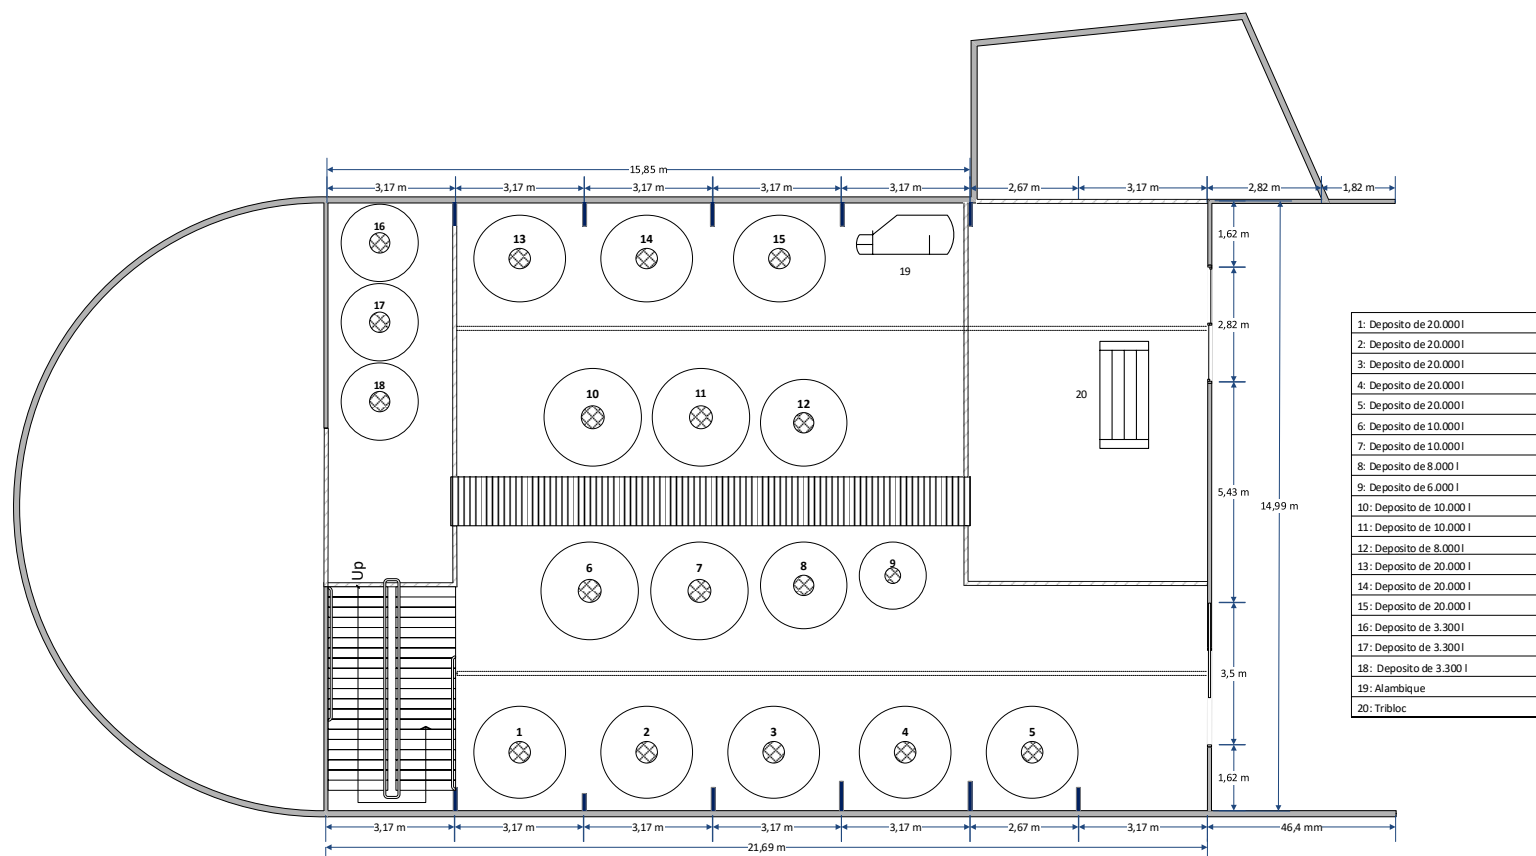 15,85 m
3,17 m 3,17 m 3,17 m 3,17 m 3,17 m 2,67 m 3,17 m 2,82 m 1,82 m
16
13 14 15
1,62 m
19
17
2,82 m
18
10 11 12
20
5,43 m
14,99 m
Up
6 7 8 9
3,5 m
1 2 3 4 5
1,62 m
3,17 m 3,17 m 3,17 m 3,17 m 3,17 m 2,67 m 3,17 m 46,4 mm
21,69 m
1: Deposito de 20.000 l
2: Deposito de 20.000 l
3: Deposito de 20.000 l
4: Deposito de 20.000 l
5: Deposito de 20.000 l
6: Deposito de 10.000 l
7: Deposito de 10.000 l
8: Deposito de 8.000 l
9: Deposito de 6.000 l
10: Deposito de 10.000 l
11: Deposito de 10.000 l
12: Deposito de 8.000 l
13: Deposito de 20.000 l
14: Deposito de 20.000 l
15: Deposito de 20.000 l
16: Deposito de 3.300 l
17: Deposito de 3.300 l
18: Deposito de 3.300 l
19: Alambique
20: Tribloc